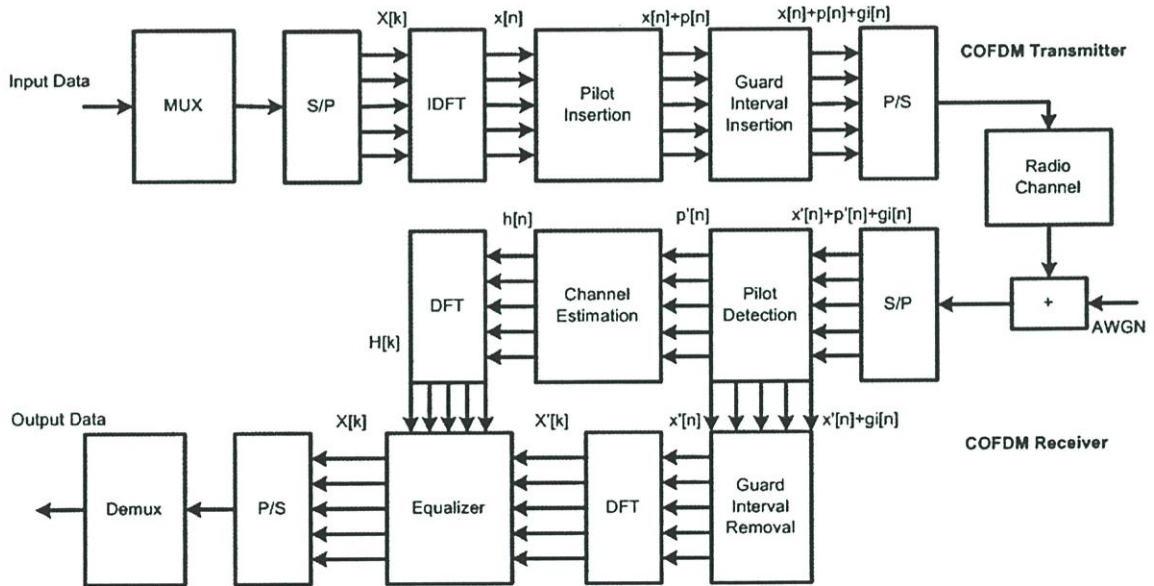 X[k]
x[n]
x[n]+p[n]
x[n]+p[n]+gi[n]
COFDM Transmitter
Input Data
MUX
S/P
IDFT
Pilot
Insertion
Guard
Interval
Insertion
P/S
Radio
Channel
h[n]
p'[n]
x'[n]+p'[n]+gi[n]
DFT
Channel
Estimation
Pilot
Detection
S/P
+
AWGN
H[k]
Output Data
X[k]
X'[k]
x'[n]
x'[n]+gi[n]
COFDM Receiver
Demux
P/S
Equalizer
DFT
Guard
Interval
Removal